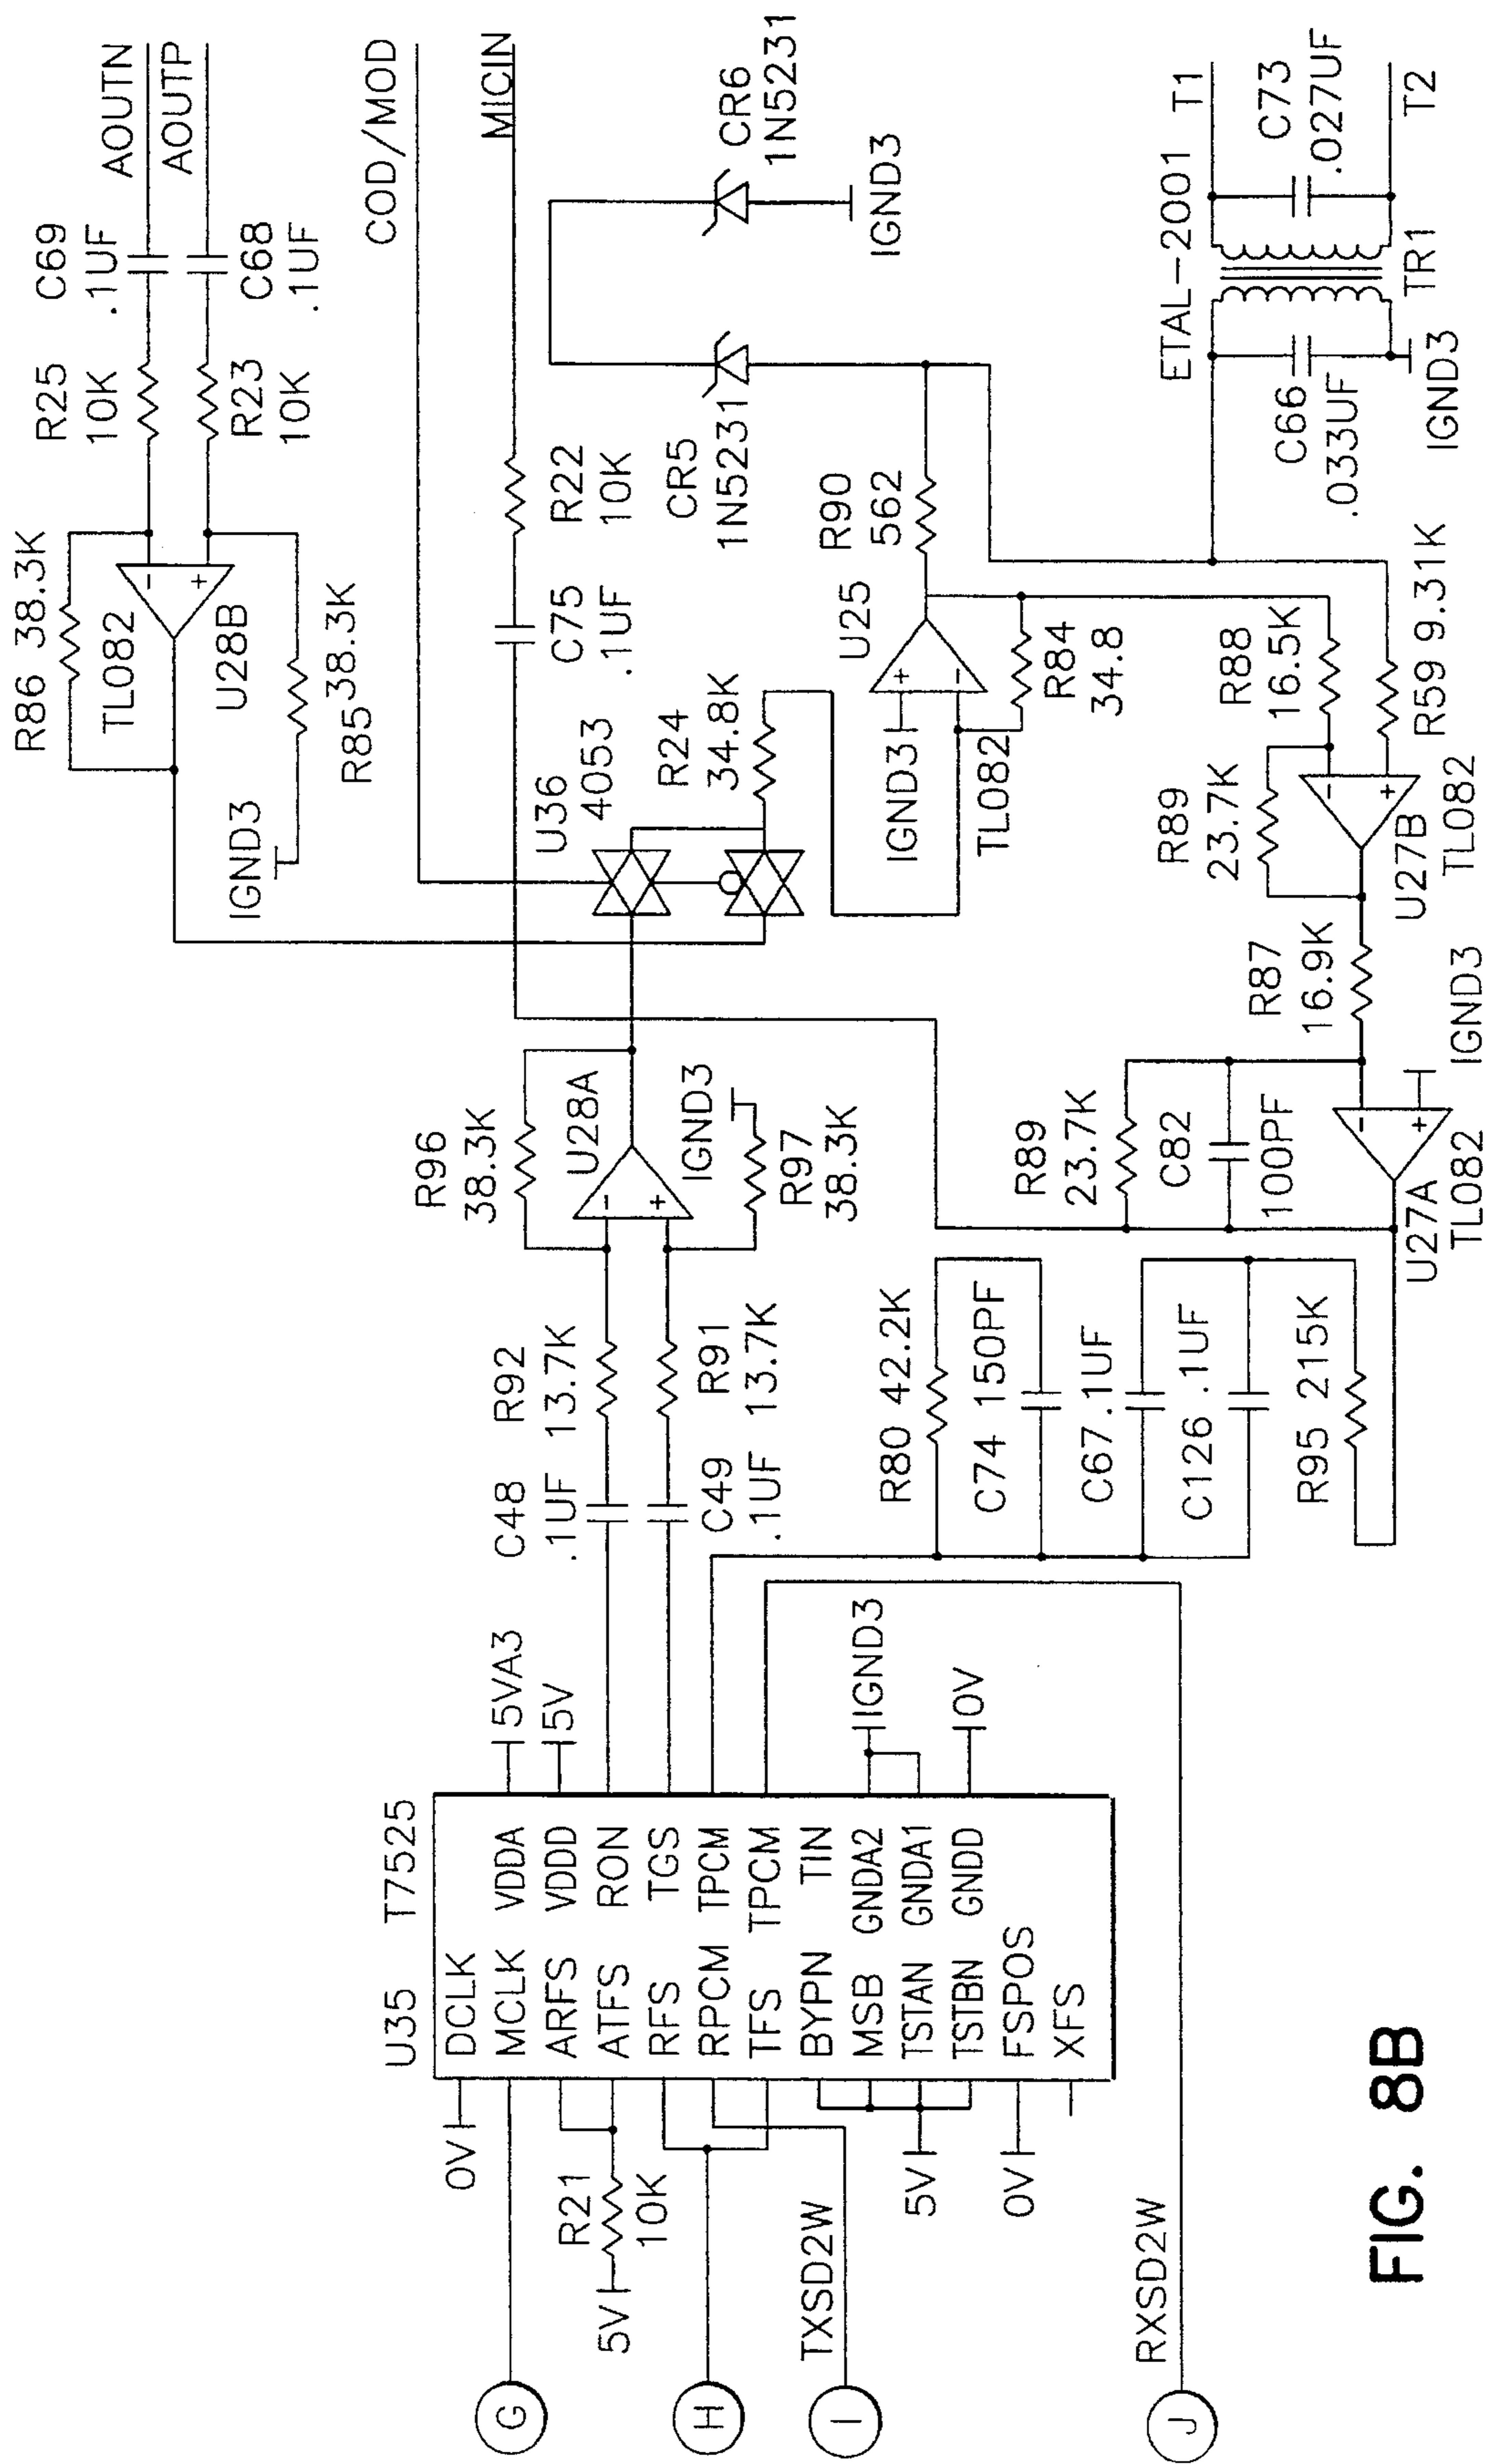 AOUTN
AOUTP
C69
.1UF
C68
.1UF
R25
10K
R23
10K
R86 38.3K
TL082
U28B
R85 38.3K
IGND3
COD/MOD
MICIN
R22
10K
C75
.1UF
CR5
1N5231
CR6
1N5231
IGND3
U36
4053
R24
34.8K
U25
R90
562
IGND3
TL082
R84
34.8
ETAL-2001
T1
C73
.027UF
T2
TR1
C66
.033UF
IGND3
R88
16.5K
R59 9.31K
R89
23.7K
U27B
TL082
R87
16.9K
IGND3
R89
23.7K
C82
100PF
U27A
TL082
R96
38.3K
U28A
IGND3
R97
38.3K
R92
13.7K
C48
.1UF
R91
13.7K
C49
.1UF
R80 42.2K
C74 150PF
C67 .1UF
C126 .1UF
R95 215K
U35 T7525
DCLK
MCLK VDDA
ARFS VDDD
ATFS RON
RFS TGS
RPCM TPCM
TFS TPCM
BYPN TIN
MSB GNDA2
TSTAN GNDA1
TSTBN GNDD
FSPOS
XFS
5VA3
5V
IGND3
0V
0V
R21
10K
5V
5V
0V
TXSD2W
RXSD2W
G
H
I
J
FIG. 8B